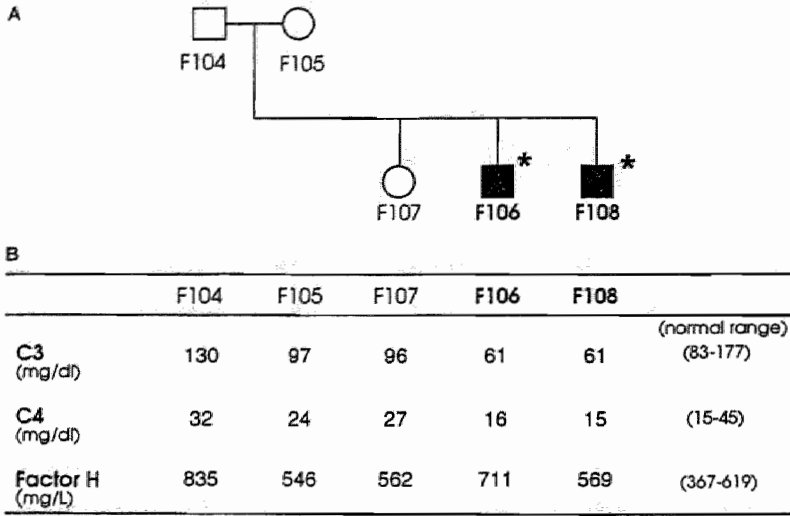 A
F104 F105
* *
F107 F106 F108
B
F104 F105 F107 F106 F108
(normal range)
C3 130 97 96 61 61 (83-177)
(mg/dl)
C4 32 24 27 16 15 (15-45)
(mg/dl)
Factor H 835 546 562 711 569 (367-619)
(mg/L)